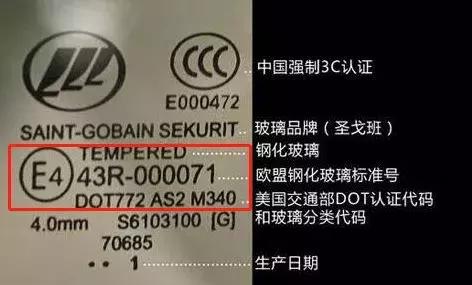 CCC
中国强制3C认证
E000472
SAINT-GOBAIN SEKURIT
玻璃品牌（圣戈班）
TEMPERED
钢化玻璃
E4 43R-000071
欧盟钢化玻璃标准号
DOT772 AS2 M340
美国交通部DOT认证代码
和玻璃分类代码
4.0mm S6103100 [G]
70685
•• 1
生产日期